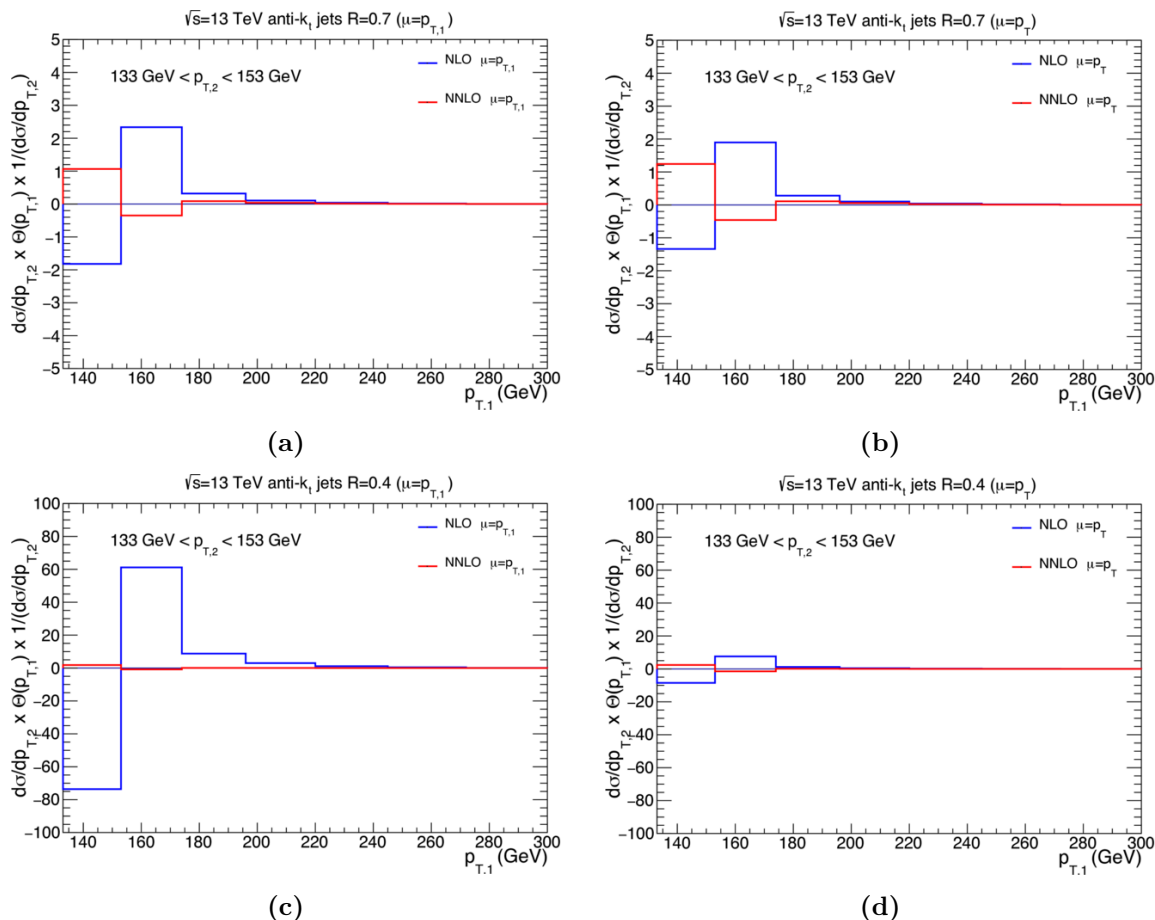 √s=13 TeV anti-k_t jets R=0.7 (μ=p_T,1)
133 GeV < p_T,2 < 153 GeV
NLO μ=p_T,1
NNLO μ=p_T,1
dσ/dp_T,2 x Θ(p_T,1) x 1/(dσ/dp_T,2)
5
4
3
2
1
0
−1
−2
−3
−4
−5
140 160 180 200 220 240 260 280 300
p_T,1 (GeV)
(a)
√s=13 TeV anti-k_t jets R=0.7 (μ=p_T)
133 GeV < p_T,2 < 153 GeV
NLO μ=p_T
NNLO μ=p_T
dσ/dp_T,2 x Θ(p_T,1) x 1/(dσ/dp_T,2)
5
4
3
2
1
0
−1
−2
−3
−4
−5
140 160 180 200 220 240 260 280 300
p_T,1 (GeV)
(b)
√s=13 TeV anti-k_t jets R=0.4 (μ=p_T,1)
133 GeV < p_T,2 < 153 GeV
NLO μ=p_T,1
NNLO μ=p_T,1
dσ/dp_T,2 x Θ(p_T,1) x 1/(dσ/dp_T,2)
100
80
60
40
20
0
−20
−40
−60
−80
−100
140 160 180 200 220 240 260 280 300
p_T,1 (GeV)
(c)
√s=13 TeV anti-k_t jets R=0.4 (μ=p_T)
133 GeV < p_T,2 < 153 GeV
NLO μ=p_T
NNLO μ=p_T
dσ/dp_T,2 x Θ(p_T,1) x 1/(dσ/dp_T,2)
100
80
60
40
20
0
−20
−40
−60
−80
−100
140 160 180 200 220 240 260 280 300
p_T,1 (GeV)
(d)